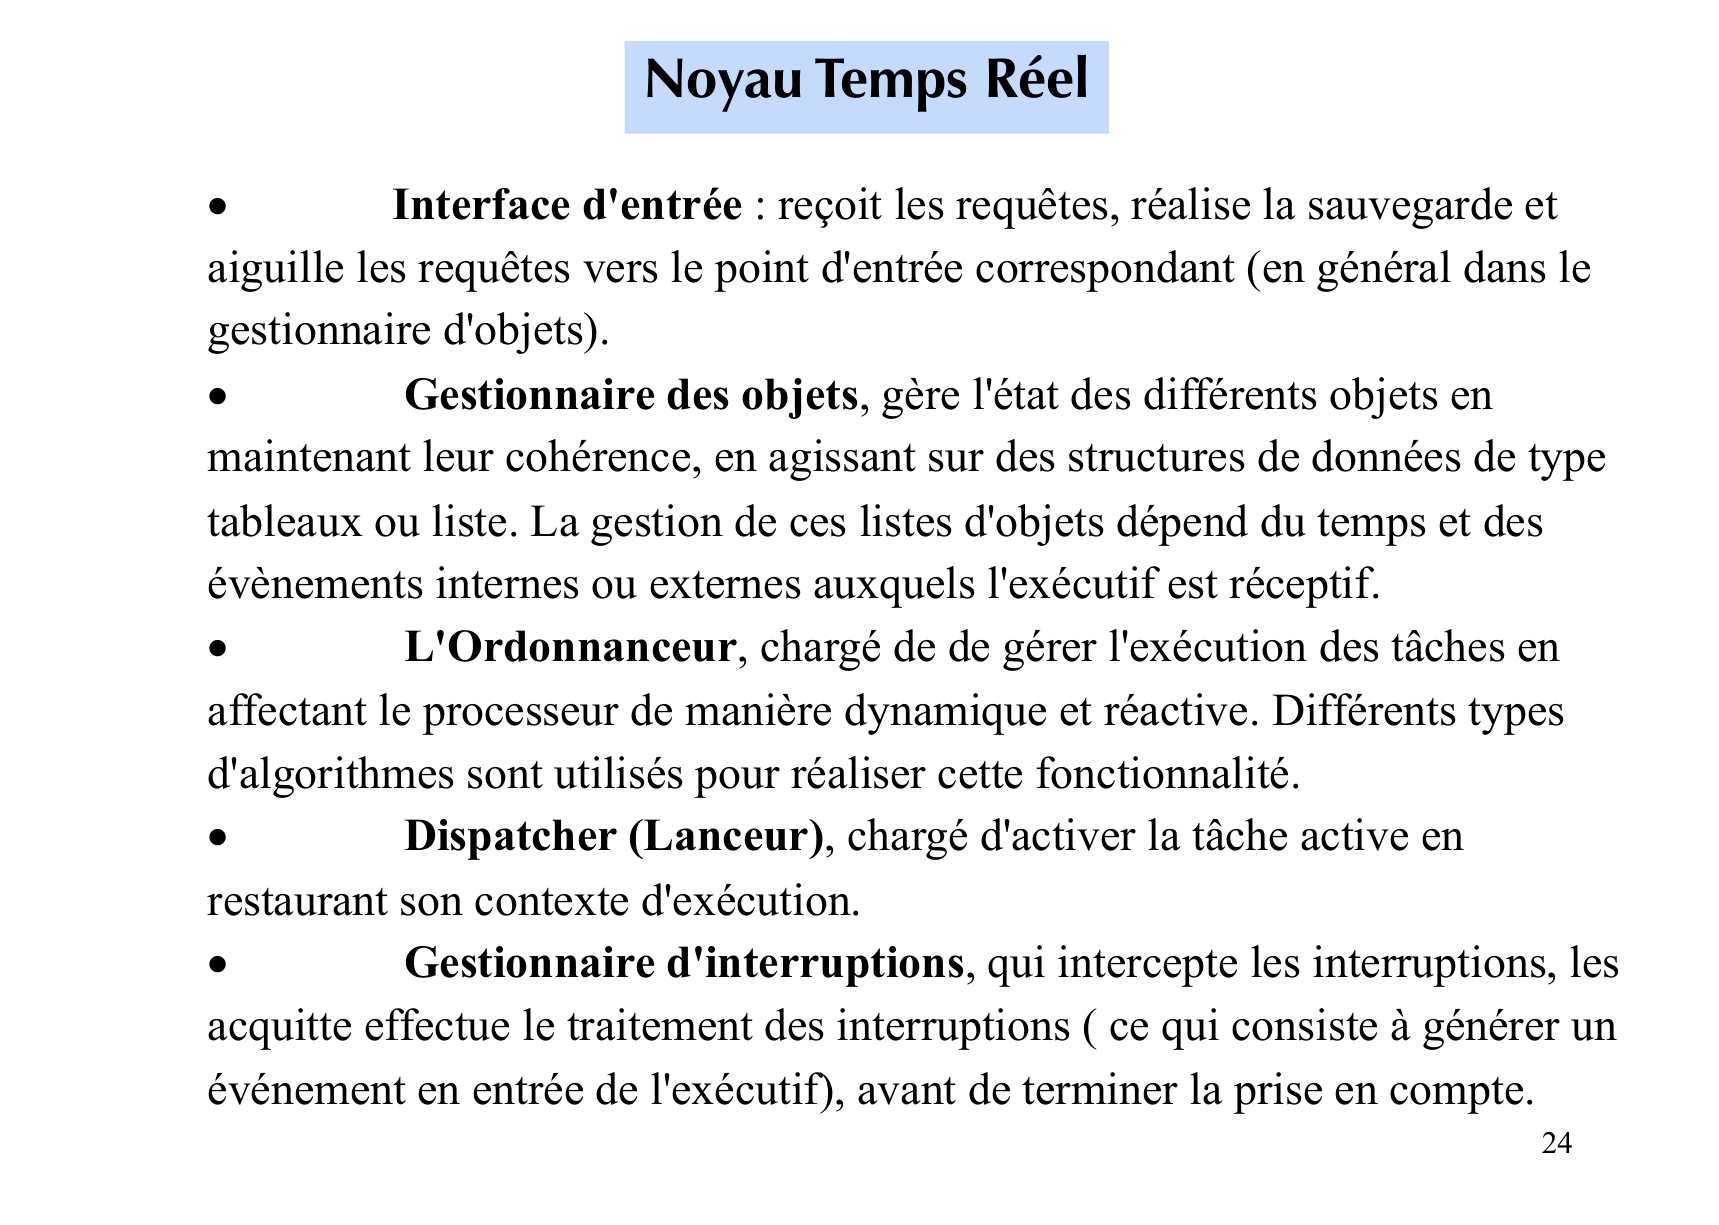 Noyau Temps Réel
• Interface d'entrée : reçoit les requêtes, réalise la sauvegarde et
aiguille les requêtes vers le point d'entrée correspondant (en général dans le
gestionnaire d'objets).
• Gestionnaire des objets, gère l'état des différents objets en
maintenant leur cohérence, en agissant sur des structures de données de type
tableaux ou liste. La gestion de ces listes d'objets dépend du temps et des
évènements internes ou externes auxquels l'exécutif est réceptif.
• L'Ordonnanceur, chargé de de gérer l'exécution des tâches en
affectant le processeur de manière dynamique et réactive. Différents types
d'algorithmes sont utilisés pour réaliser cette fonctionnalité.
• Dispatcher (Lanceur), chargé d'activer la tâche active en
restaurant son contexte d'exécution.
• Gestionnaire d'interruptions, qui intercepte les interruptions, les
acquitte effectue le traitement des interruptions ( ce qui consiste à générer un
événement en entrée de l'exécutif), avant de terminer la prise en compte.
24